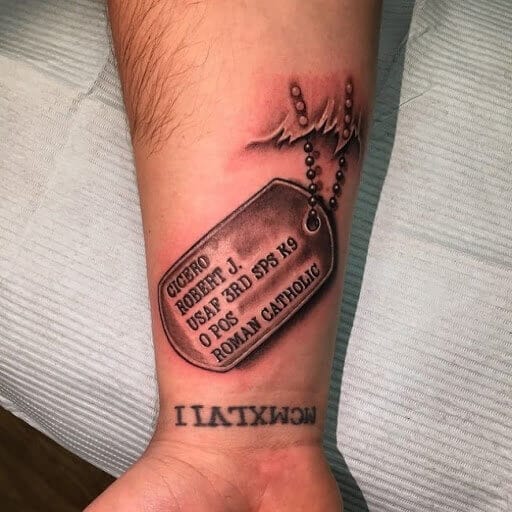 CICERO
ROBERT J.
USAF 3RD SPS K9
O POS
ROMAN CATHOLIC
MCMXLVII